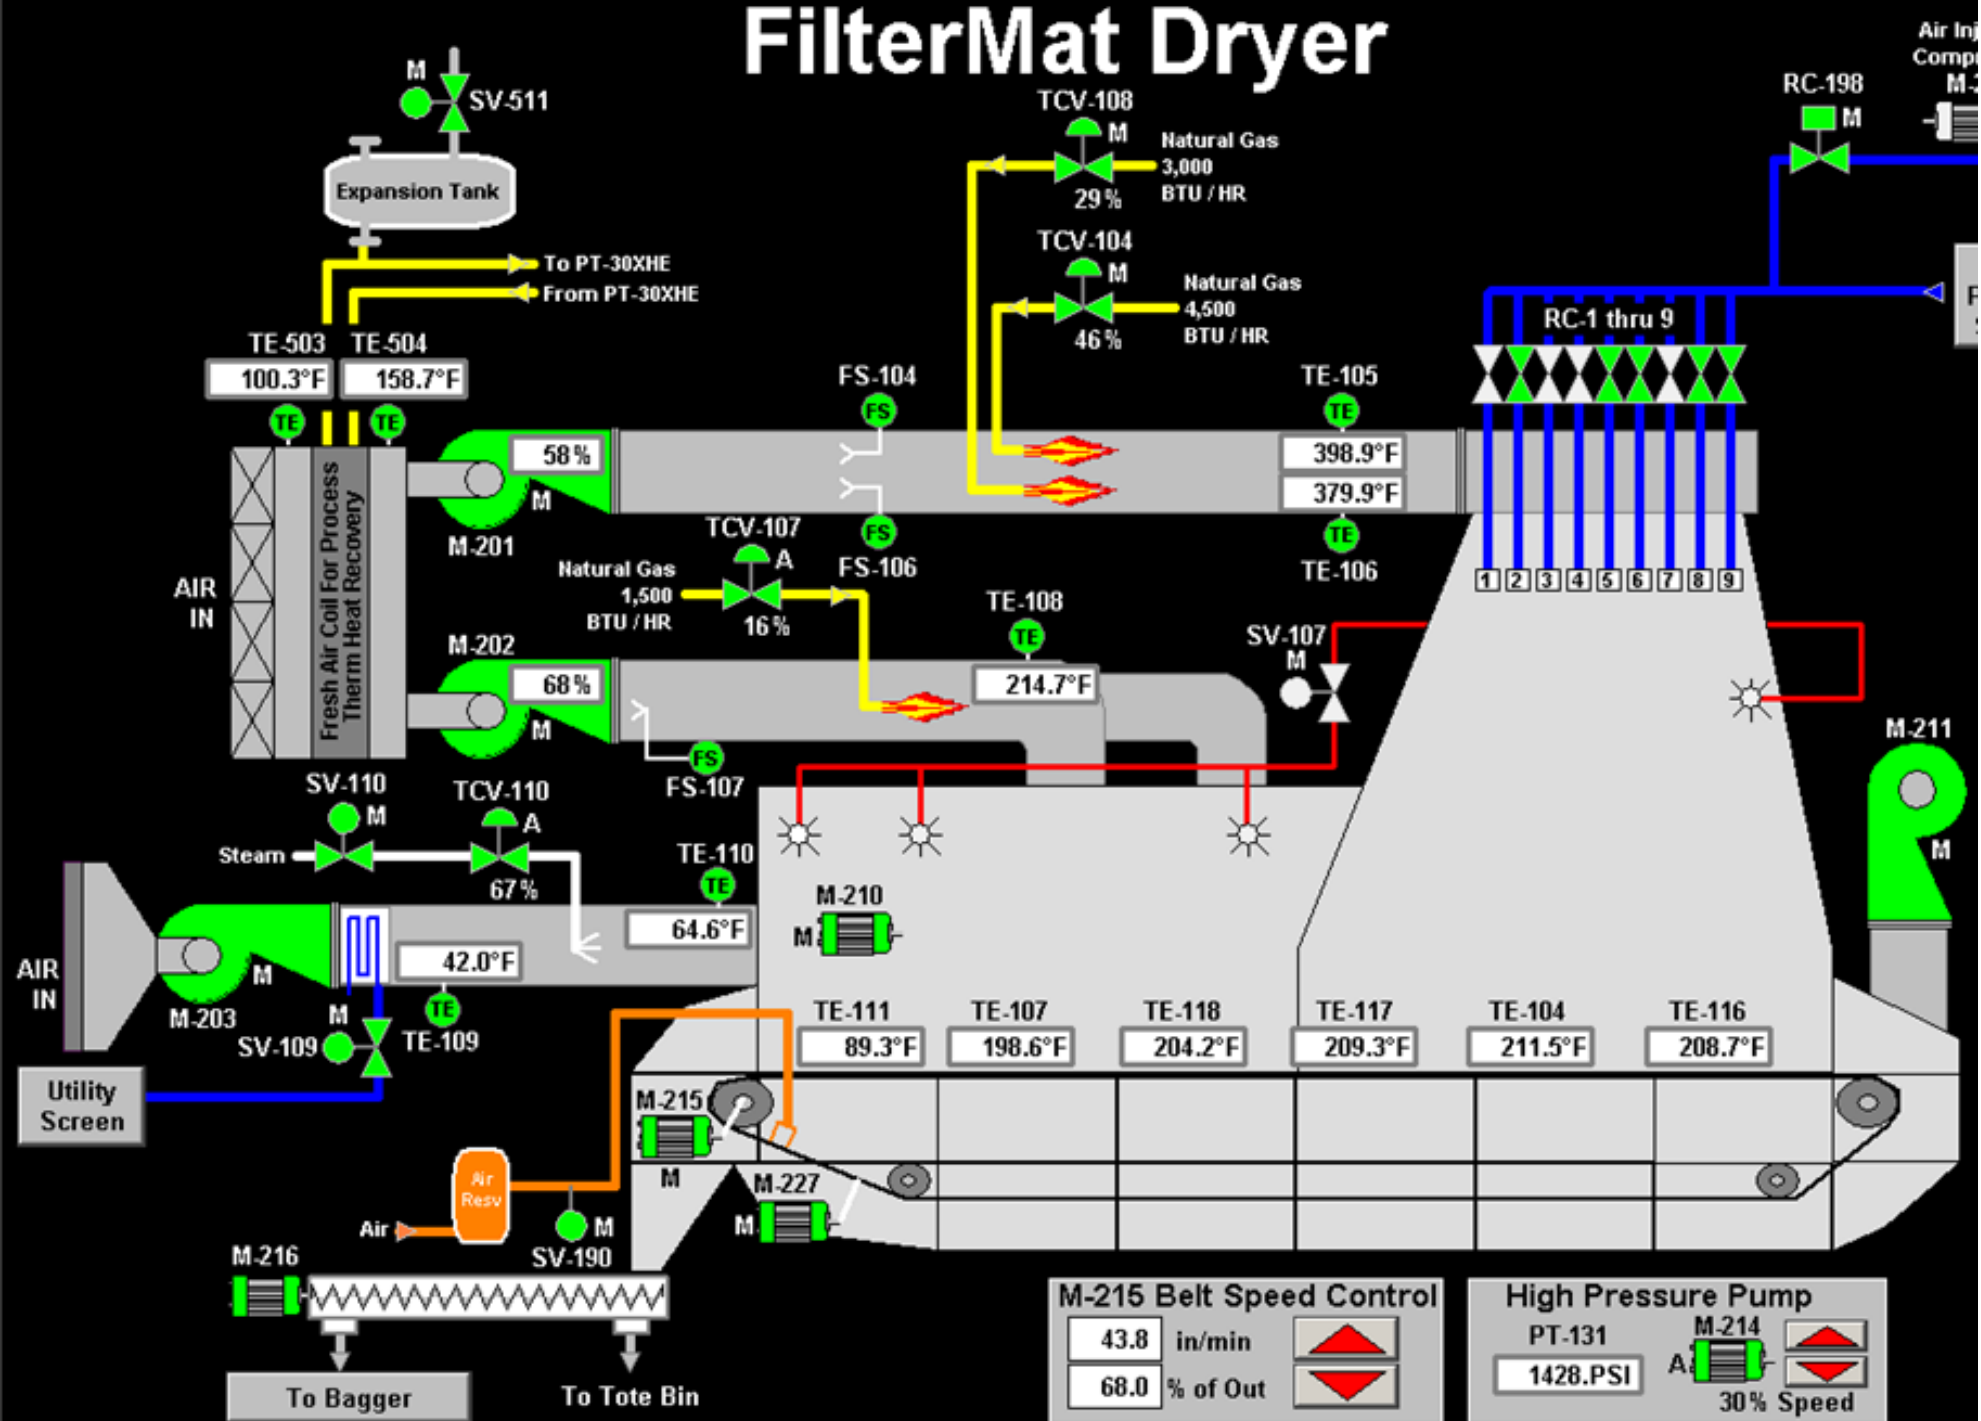 FilterMat Dryer
Air Inj
Compr
M-2
RC-198
M
M
SV-511
Expansion Tank
To PT-30XHE
From PT-30XHE
TCV-108
M
Natural Gas
3,000
BTU / HR
29%
TCV-104
M
Natural Gas
4,500
BTU / HR
46%
RC-1 thru 9
TE-503
TE-504
100.3°F
158.7°F
TE
TE
FS-104
FS
TE-105
TE
58%
M
M-201
398.9°F
379.9°F
TE
TE-106
FS
FS-106
1
2
3
4
5
6
7
8
9
AIR
IN
Fresh Air Coil For Process
Therm Heat Recovery
TCV-107
A
Natural Gas
1,500
BTU / HR
16%
TE-108
TE
214.7°F
SV-107
M
M-202
68%
M
FS
FS-107
M-211
M
SV-110
M
TCV-110
A
Steam
67%
TE-110
TE
64.6°F
M-210
M
AIR
IN
M
M-203
42.0°F
TE
TE-109
M
SV-109
Utility
Screen
TE-111
TE-107
TE-118
TE-117
TE-104
TE-116
89.3°F
198.6°F
204.2°F
209.3°F
211.5°F
208.7°F
M-215
M
M-227
M
Air
Resv
Air
M
SV-190
M-216
To Bagger
To Tote Bin
M-215 Belt Speed Control
43.8 in/min
68.0 % of Out
High Pressure Pump
PT-131
1428.PSI
M-214
A
30% Speed